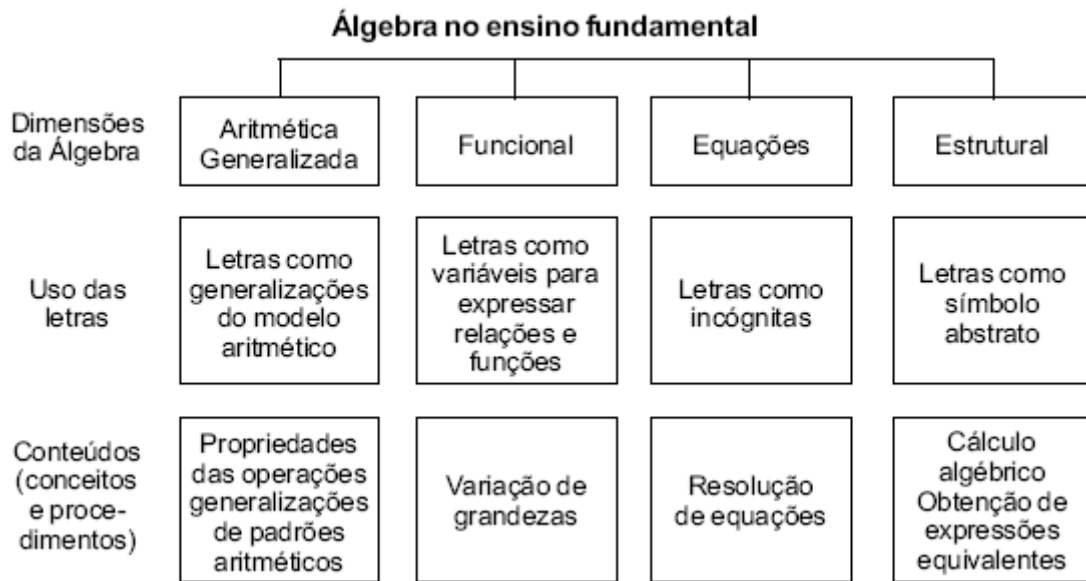 Álgebra no ensino fundamental
Dimensões
da Álgebra
Aritmética
Generalizada
Funcional
Equações
Estrutural
Uso das
letras
Letras como
generalizações
do modelo
aritmético
Letras como
variáveis para
expressar
relações e
funções
Letras como
incógnitas
Letras como
símbolo
abstrato
Conteúdos
(conceitos
e proce-
dimentos)
Propriedades
das operações
generalizações
de padrões
aritméticos
Variação de
grandezas
Resolução
de equações
Cálculo
algébrico
Obtenção de
expressões
equivalentes